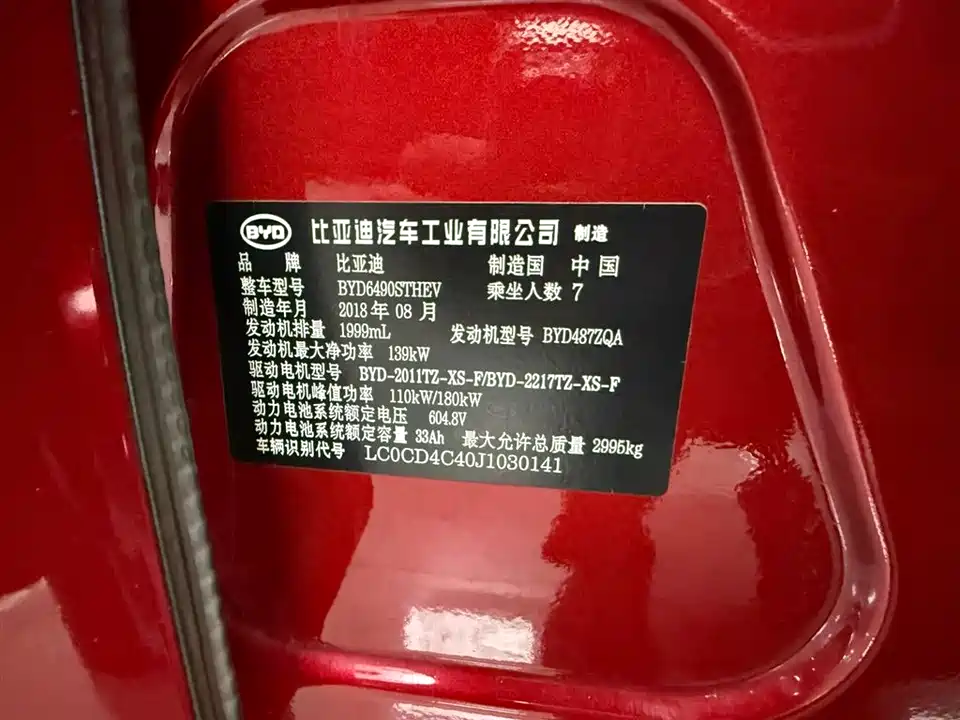 BYD 比亚迪汽车工业有限公司 制造
品牌 比亚迪 制造国 中国
整车型号 BYD6490STHEV 乘坐人数 7
制造年月 2018年08月
发动机排量 1999mL 发动机型号 BYD487ZQA
发动机最大净功率 139kW
驱动电机型号 BYD-2011TZ-XS-F/BYD-2217TZ-XS-F
驱动电机峰值功率 110kW/180kW
动力电池系统额定电压 604.8V
动力电池系统额定容量 33Ah 最大允许总质量 2995kg
车辆识别代号 LC0CD4C40J1030141